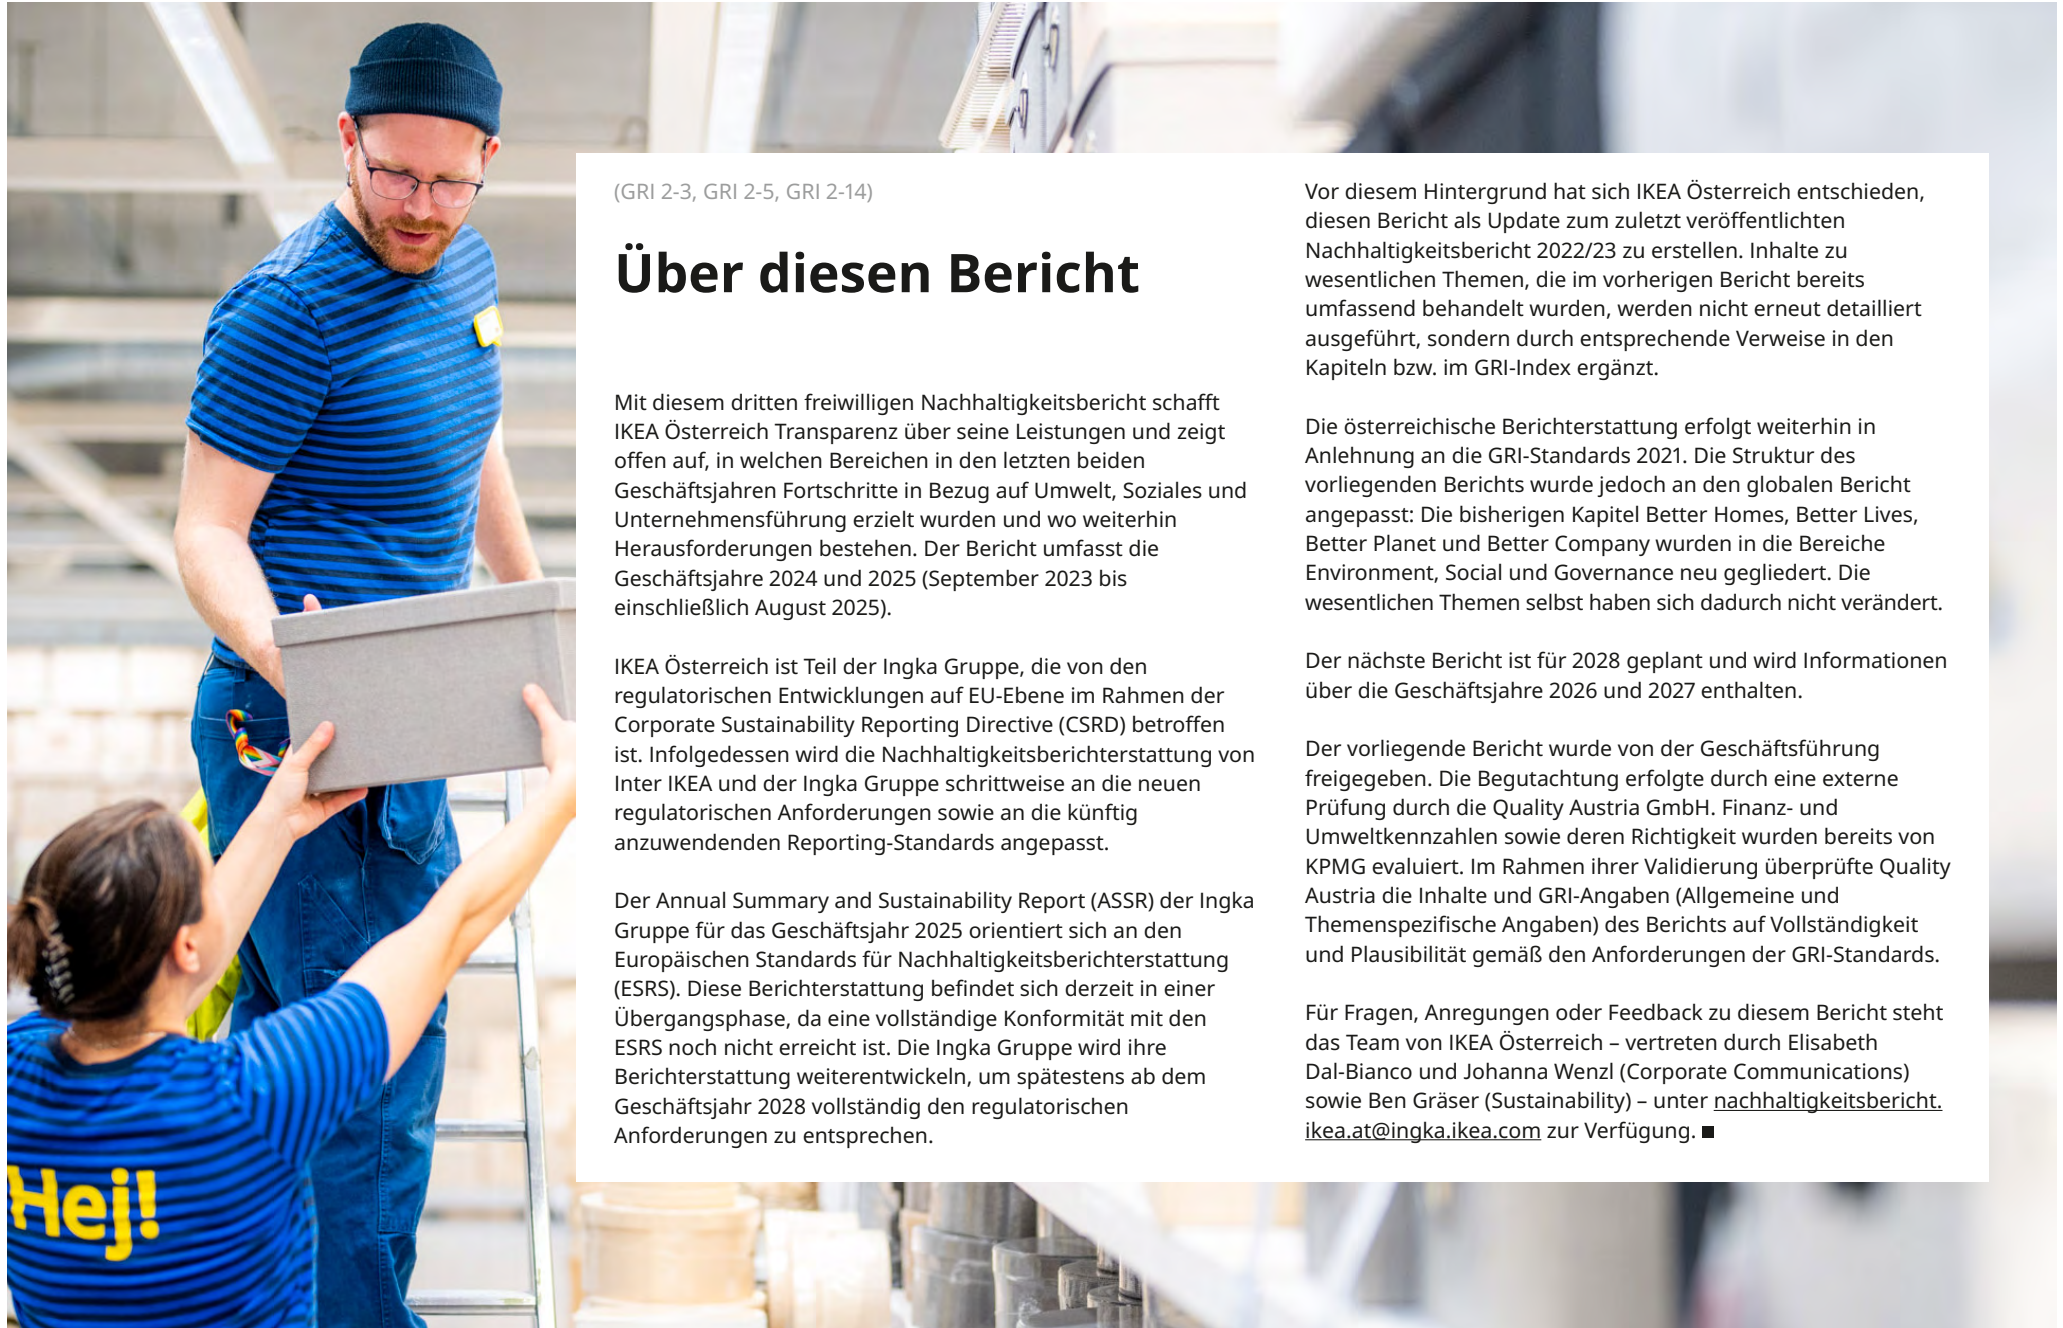 (GRI 2-3, GRI 2-5, GRI 2-14)
Über diesen Bericht
Mit diesem dritten freiwilligen Nachhaltigkeitsbericht schafft
IKEA Österreich Transparenz über seine Leistungen und zeigt
offen auf, in welchen Bereichen in den letzten beiden
Geschäftsjahren Fortschritte in Bezug auf Umwelt, Soziales und
Unternehmensführung erzielt wurden und wo weiterhin
Herausforderungen bestehen. Der Bericht umfasst die
Geschäftsjahre 2024 und 2025 (September 2023 bis
einschließlich August 2025).
IKEA Österreich ist Teil der Ingka Gruppe, die von den
regulatorischen Entwicklungen auf EU-Ebene im Rahmen der
Corporate Sustainability Reporting Directive (CSRD) betroffen
ist. Infolgedessen wird die Nachhaltigkeitsberichterstattung von
Inter IKEA und der Ingka Gruppe schrittweise an die neuen
regulatorischen Anforderungen sowie an die künftig
anzuwendenden Reporting-Standards angepasst.
Der Annual Summary and Sustainability Report (ASSR) der Ingka
Gruppe für das Geschäftsjahr 2025 orientiert sich an den
Europäischen Standards für Nachhaltigkeitsberichterstattung
(ESRS). Diese Berichterstattung befindet sich derzeit in einer
Übergangsphase, da eine vollständige Konformität mit den
ESRS noch nicht erreicht ist. Die Ingka Gruppe wird ihre
Berichterstattung weiterentwickeln, um spätestens ab dem
Geschäftsjahr 2028 vollständig den regulatorischen
Anforderungen zu entsprechen.
Vor diesem Hintergrund hat sich IKEA Österreich entschieden,
diesen Bericht als Update zum zuletzt veröffentlichten
Nachhaltigkeitsbericht 2022/23 zu erstellen. Inhalte zu
wesentlichen Themen, die im vorherigen Bericht bereits
umfassend behandelt wurden, werden nicht erneut detailliert
ausgeführt, sondern durch entsprechende Verweise in den
Kapiteln bzw. im GRI-Index ergänzt.
Die österreichische Berichterstattung erfolgt weiterhin in
Anlehnung an die GRI-Standards 2021. Die Struktur des
vorliegenden Berichts wurde jedoch an den globalen Bericht
angepasst: Die bisherigen Kapitel Better Homes, Better Lives,
Better Planet und Better Company wurden in die Bereiche
Environment, Social und Governance neu gegliedert. Die
wesentlichen Themen selbst haben sich dadurch nicht verändert.
Der nächste Bericht ist für 2028 geplant und wird Informationen
über die Geschäftsjahre 2026 und 2027 enthalten.
Der vorliegende Bericht wurde von der Geschäftsführung
freigegeben. Die Begutachtung erfolgte durch eine externe
Prüfung durch die Quality Austria GmbH. Finanz- und
Umweltkennzahlen sowie deren Richtigkeit wurden bereits von
KPMG evaluiert. Im Rahmen ihrer Validierung überprüfte Quality
Austria die Inhalte und GRI-Angaben (Allgemeine und
Themenspezifische Angaben) des Berichts auf Vollständigkeit
und Plausibilität gemäß den Anforderungen der GRI-Standards.
Für Fragen, Anregungen oder Feedback zu diesem Bericht steht
das Team von IKEA Österreich – vertreten durch Elisabeth
Dal-Bianco und Johanna Wenzl (Corporate Communications)
sowie Ben Gräser (Sustainability) – unter nachhaltigkeitsbericht.
ikea.at@ingka.ikea.com zur Verfügung. ■
Hej!